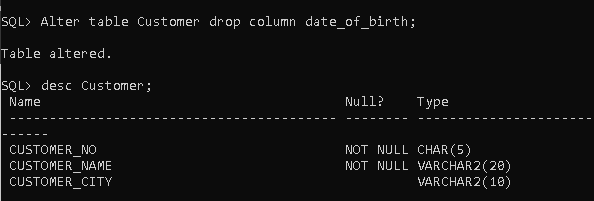 SQL> Alter table Customer drop column date_of_birth;
Table altered.
SQL> desc Customer;
Name Null? Type
----------------------------------------- -------- ----------------------
------
CUSTOMER_NO NOT NULL CHAR(5)
CUSTOMER_NAME NOT NULL VARCHAR2(20)
CUSTOMER_CITY VARCHAR2(10)